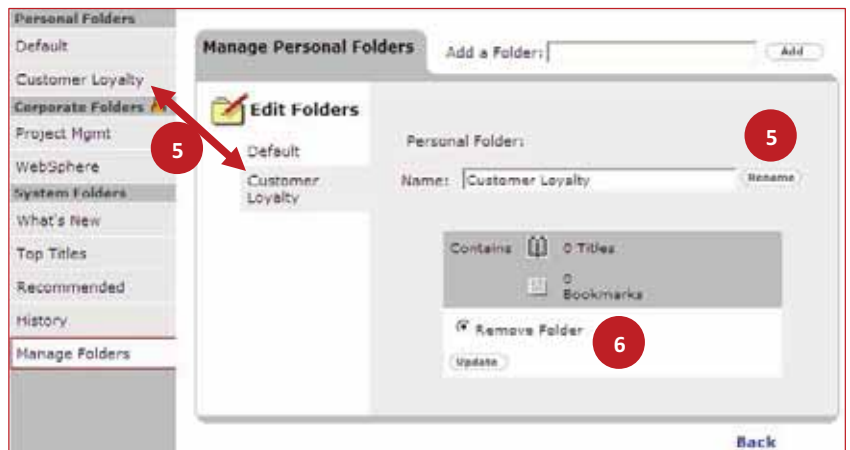 Personal Folders
Default
Customer Loyalty
Corporate Folders
Project Mgmt
WebSphere
System Folders
What's New
Top Titles
Recommended
History
Manage Folders
5
Manage Personal Folders
Add a Folder:
Add
Edit Folders
Default
Customer
Loyalty
Personal Folder:
5
Name: Customer Loyalty
Rename
Contains 0 Titles
0
Bookmarks
Remove Folder
6
Update
Back